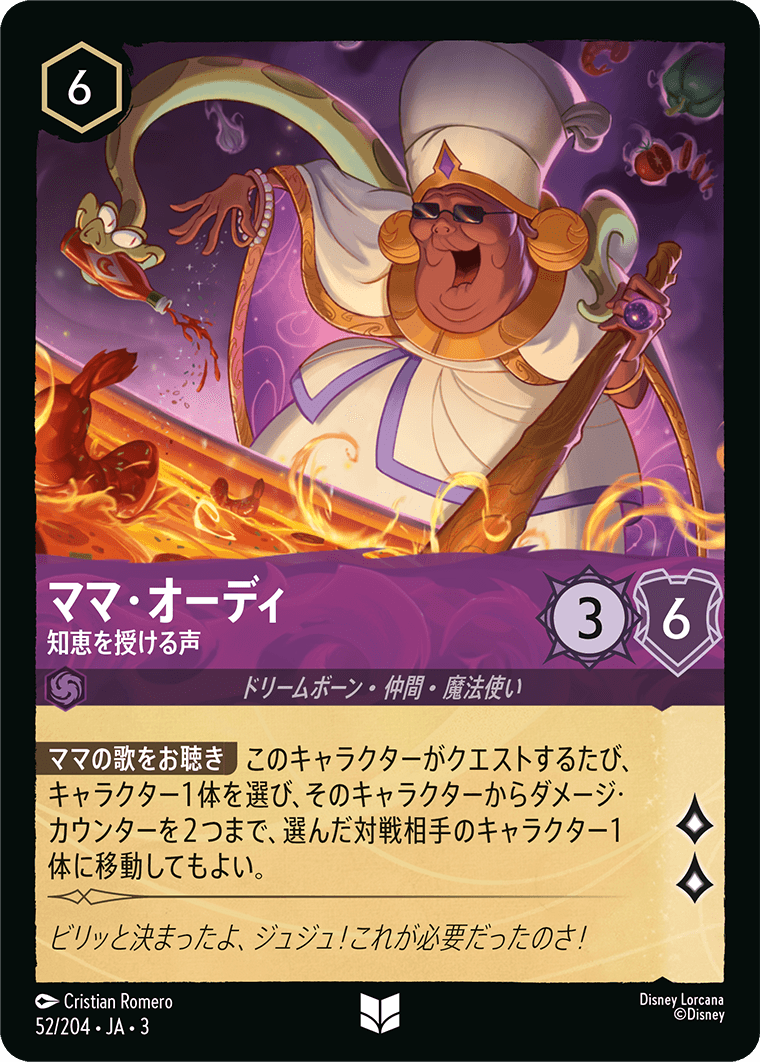 6
ママ・オーディ
知恵を授ける声
3
6
ドリームボーン・仲間・魔法使い
ママの歌をお聴き このキャラクターがクエストするたび、
キャラクター1体を選び、そのキャラクターからダメージ・
カウンターを2つまで、選んだ対戦相手のキャラクター1
体に移動してもよい。
ビリッと決まったよ、ジュジュ！これが必要だったのさ！
Cristian Romero
52/204・JA・3
Disney Lorcana
©Disney